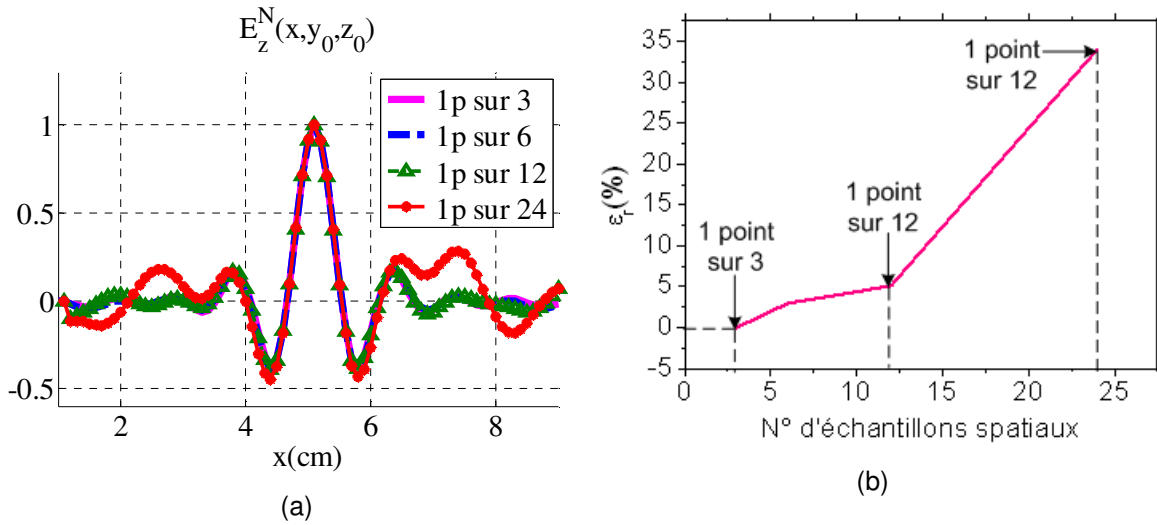 E_z^N(x,y_0,z_0)
1
0.5
0
-0.5
2
4
6
8
x(cm)
1p sur 3
1p sur 6
1p sur 12
1p sur 24
(a)
35
30
25
20
15
10
5
0
-5
ε_r(%)
1 point
sur 12
1 point
sur 12
1 point
sur 3
0
5
10
15
20
25
N° d'échantillons spatiaux
(b)